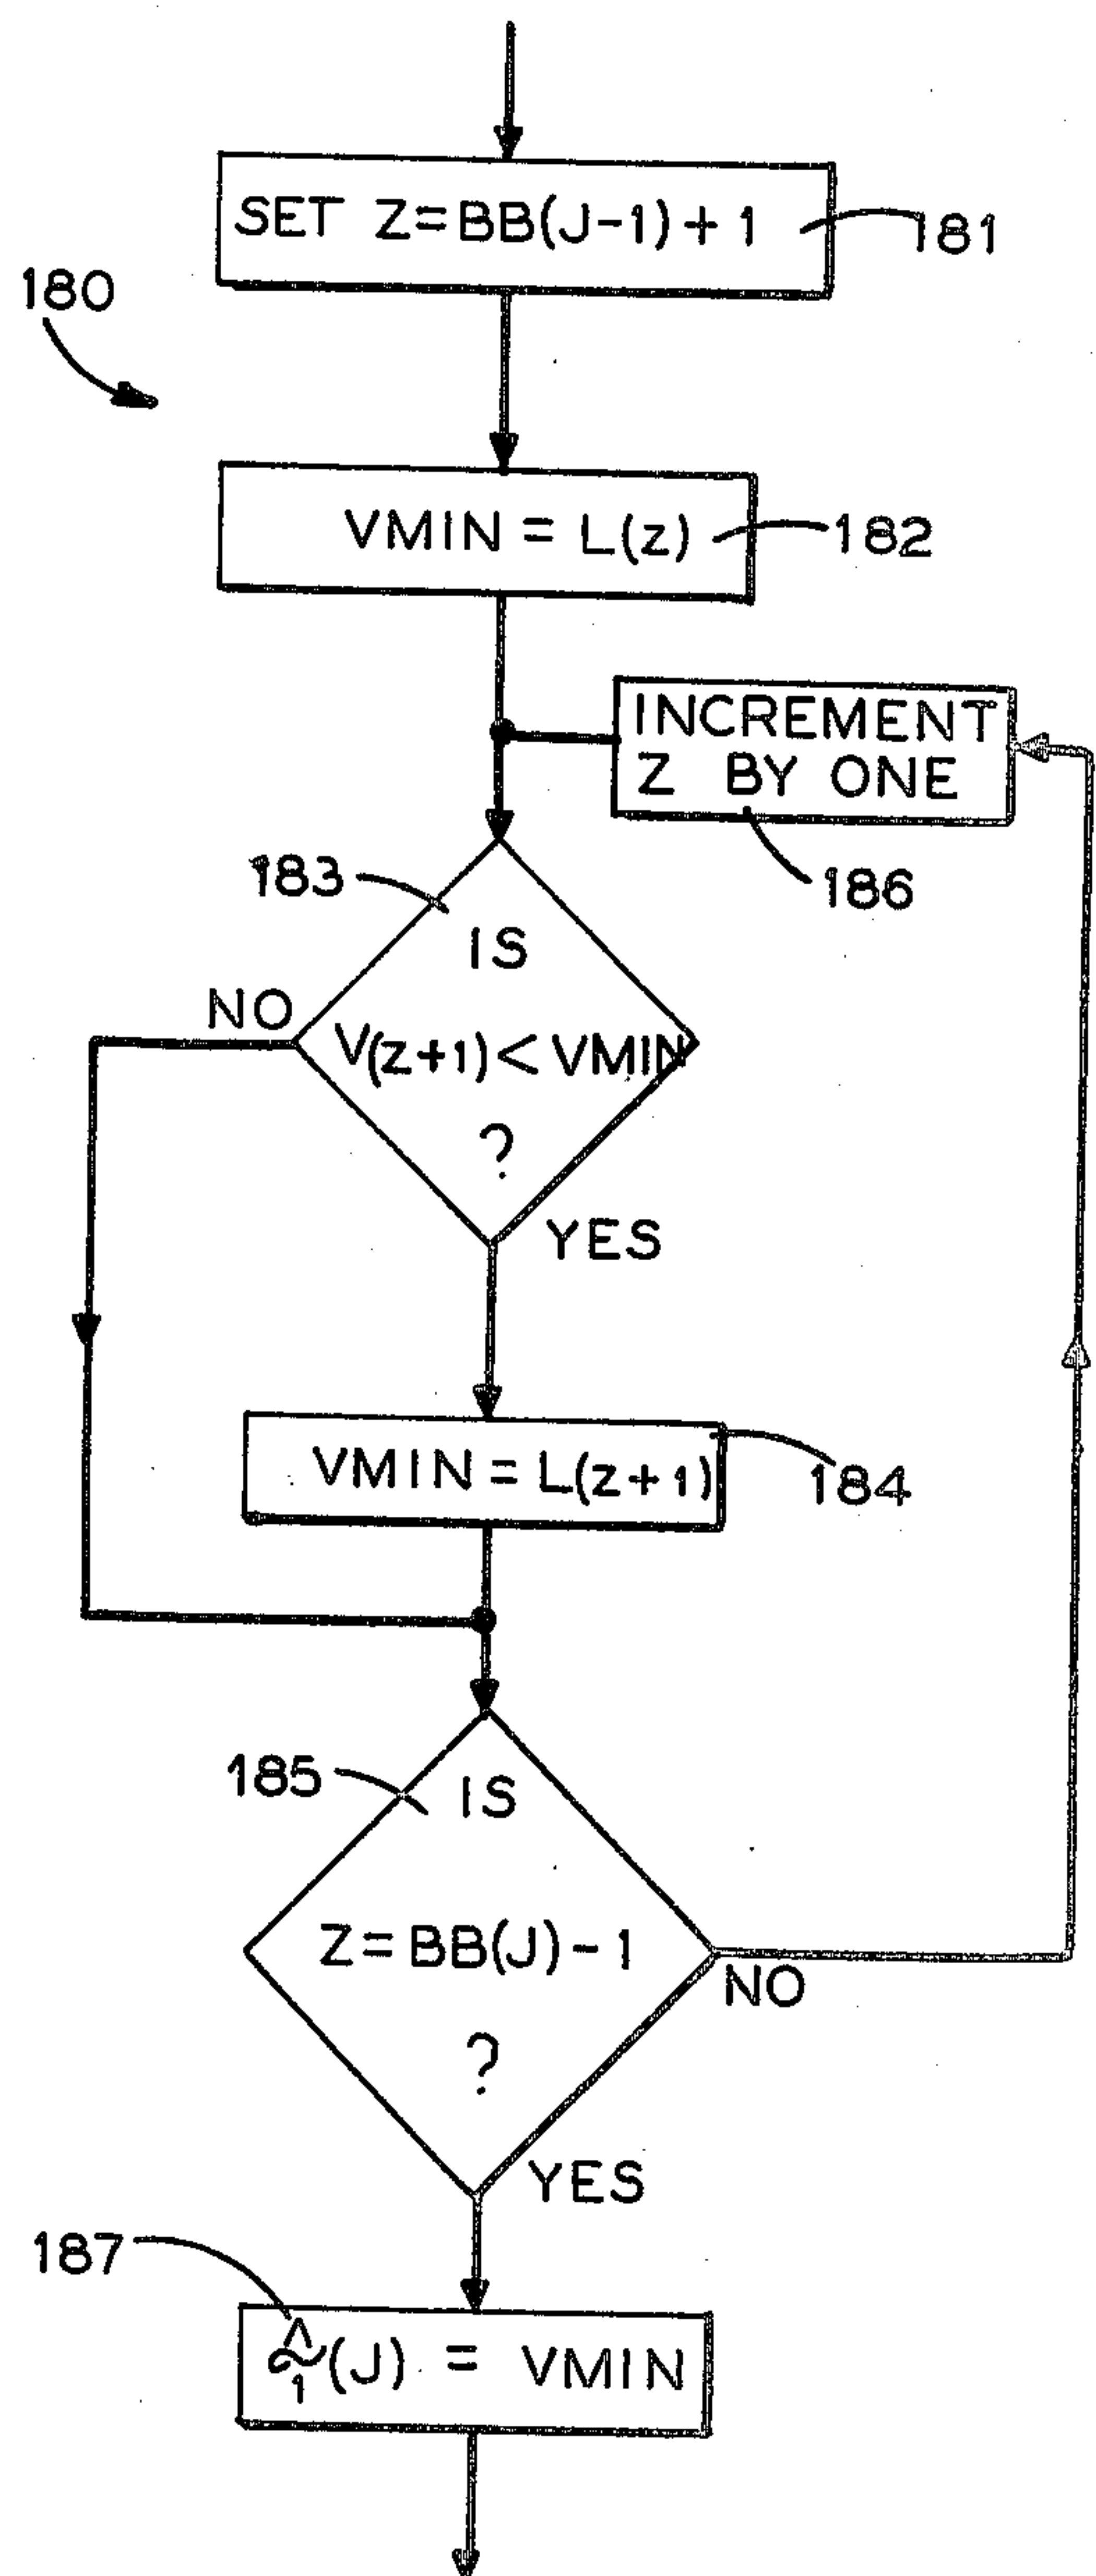 SET Z=BB(J-1)+1
181
180
VMIN = L(z)
182
INCREMENT
Z BY ONE
186
183
IS
NO
V(z+1)< VMIN
?
YES
VMIN = L(z+1)
184
185
IS
Z=BB(J)-1
NO
?
YES
187
1(J) = VMIN